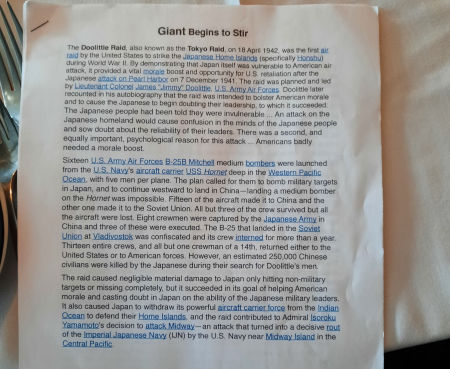 Giant Begins to Stir
The Doolittle Raid, also known as the Tokyo Raid, on 18 April 1942, was the first air
raid by the United States to strike the Japanese Home Islands (specifically Honshu)
during World War II. By demonstrating that Japan itself was vulnerable to American air
attack, it provided a vital morale boost and opportunity for U.S. retaliation after the
Japanese attack on Pearl Harbor on 7 December 1941. The raid was planned and led
by Lieutenant Colonel James "Jimmy" Doolittle, U.S. Army Air Forces. Doolittle later
recounted in his autobiography that the raid was intended to bolster American morale
and to cause the Japanese to begin doubting their leadership, to which it succeeded:
The Japanese people had been told they were invulnerable ... An attack on the
Japanese homeland would cause confusion in the minds of the Japanese people
and sow doubt about the reliability of their leaders. There was a second, and
equally important, psychological reason for this attack ... Americans badly
needed a morale boost.
Sixteen U.S. Army Air Forces B-25B Mitchell medium bombers were launched
from the U.S. Navy's aircraft carrier USS Hornet deep in the Western Pacific
Ocean, with five men per plane. The plan called for them to bomb military targets
in Japan, and to continue westward to land in China—landing a medium bomber
on the Hornet was impossible. Fifteen of the aircraft made it to China and the
other one made it to the Soviet Union. All but three of the crew survived but all
the aircraft were lost. Eight crewmen were captured by the Japanese Army in
China and three of these were executed. The B-25 that landed in the Soviet
Union at Vladivostok was confiscated and its crew interned for more than a year.
Thirteen entire crews, and all but one crewman of a 14th, returned either to the
United States or to American forces. However, an estimated 250,000 Chinese
civilians were killed by the Japanese during their search for Doolittle's men.
The raid caused negligible material damage to Japan only hitting non-military
targets or missing completely, but it succeeded in its goal of helping American
morale and casting doubt in Japan on the ability of the Japanese military leaders.
It also caused Japan to withdraw its powerful aircraft carrier force from the Indian
Ocean to defend their Home Islands, and the raid contributed to Admiral Isoroku
Yamamoto's decision to attack Midway—an attack that turned into a decisive rout
of the Imperial Japanese Navy (IJN) by the U.S. Navy near Midway Island in the
Central Pacific.